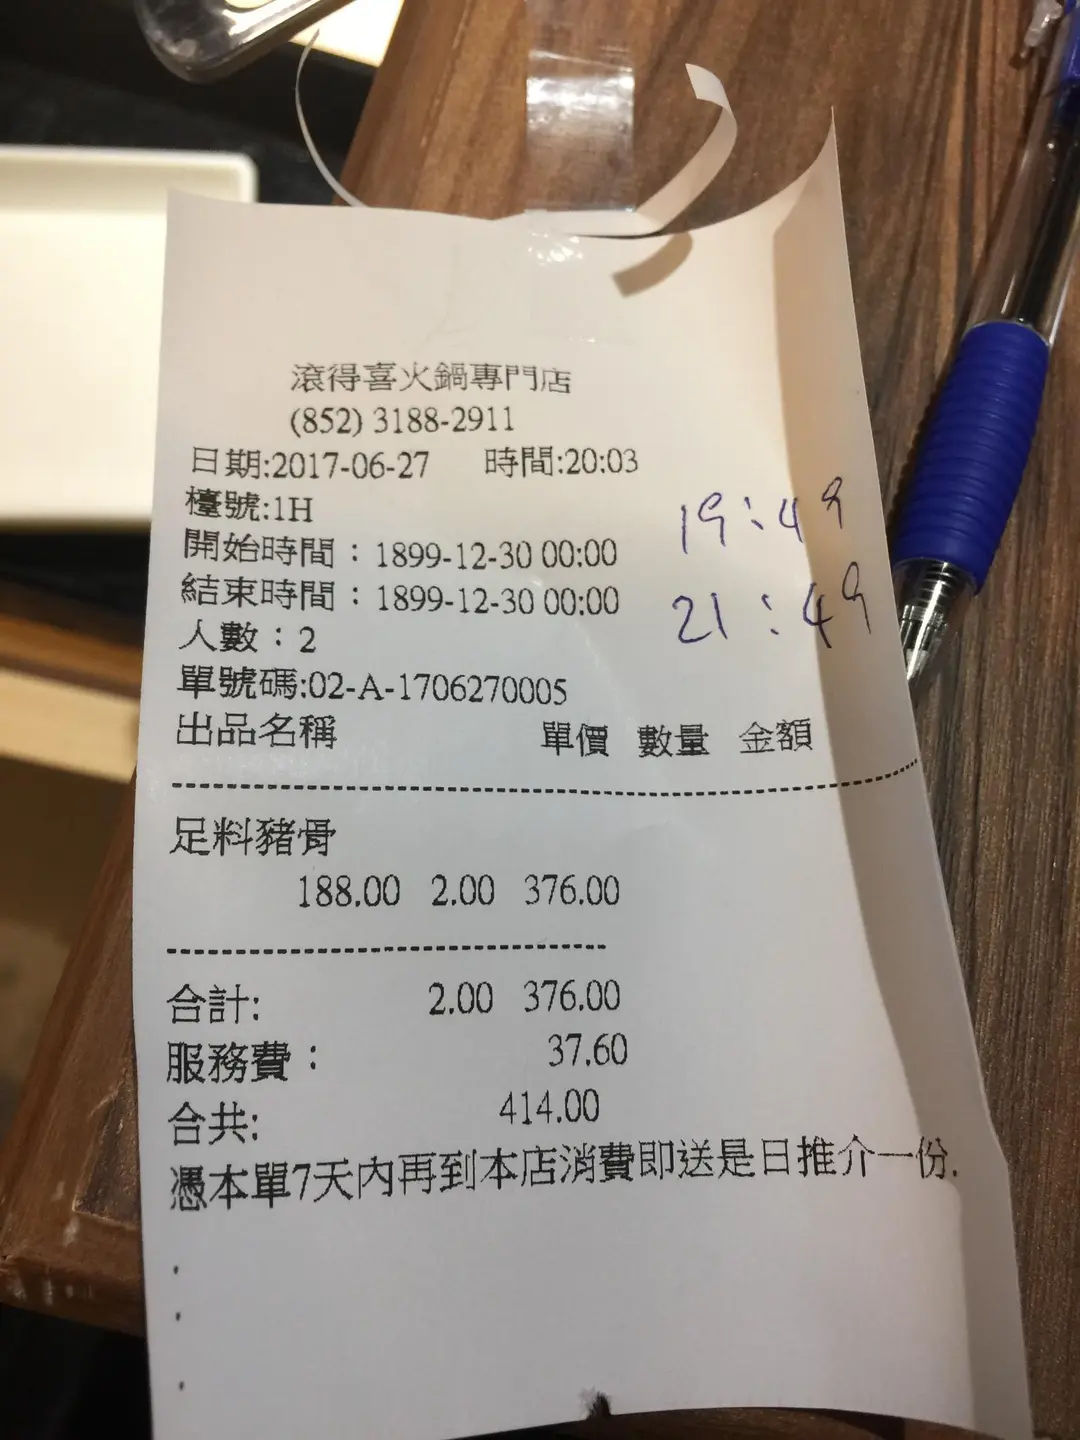 滾得喜火鍋專門店
(852) 3188-2911
日期:2017-06-27 時間:20:03
檯號:1H
開始時間：1899-12-30 00:00 19:49
結束時間：1899-12-30 00:00 21:49
人數：2
單號碼:02-A-1706270005
出品名稱 單價 數量 金額
足料豬骨
188.00 2.00 376.00
合計: 2.00 376.00
服務費： 37.60
合共: 414.00
憑本單7天內再到本店消費即送是日推介一份.